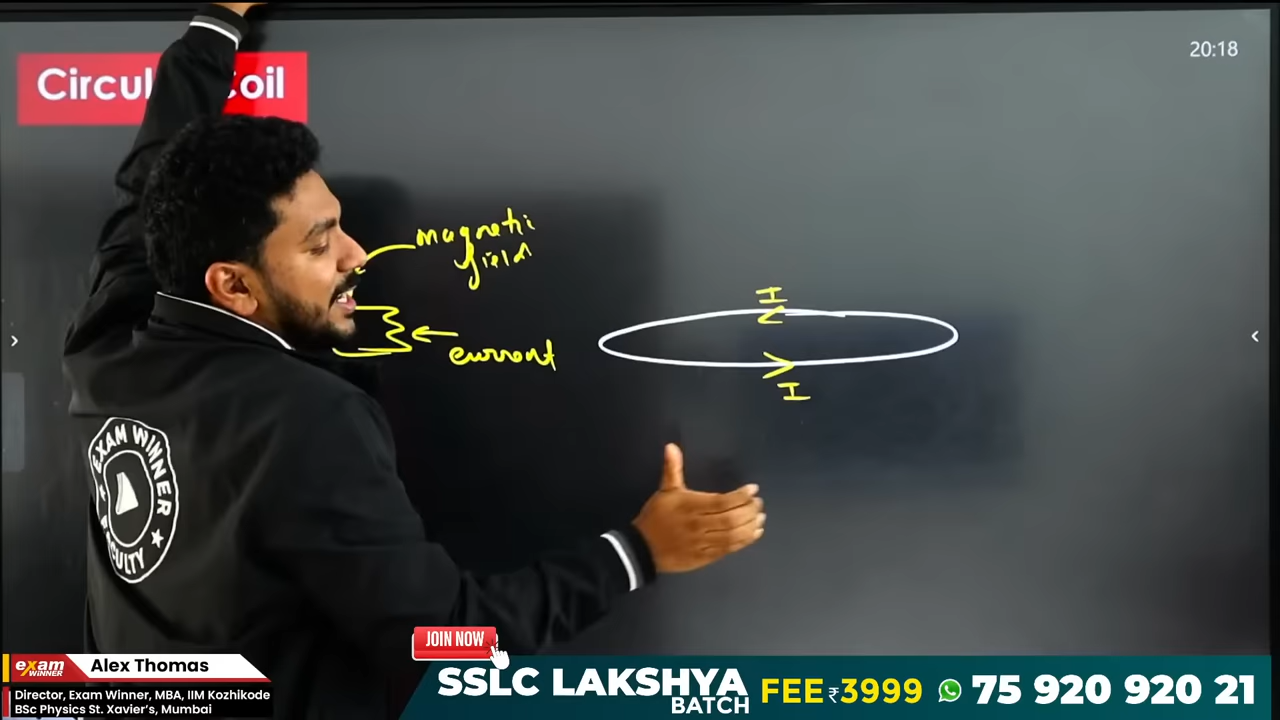 20:18
Circul Coil
magneti
field
current
I
I
EXAM WINNER
FACULTY
JOIN NOW
exam
WINNER
Alex Thomas
Director, Exam Winner, MBA, IIM Kozhikode
BSc Physics St. Xavier's, Mumbai
SSLC LAKSHYA
BATCH
FEE ₹3999
75 920 920 21